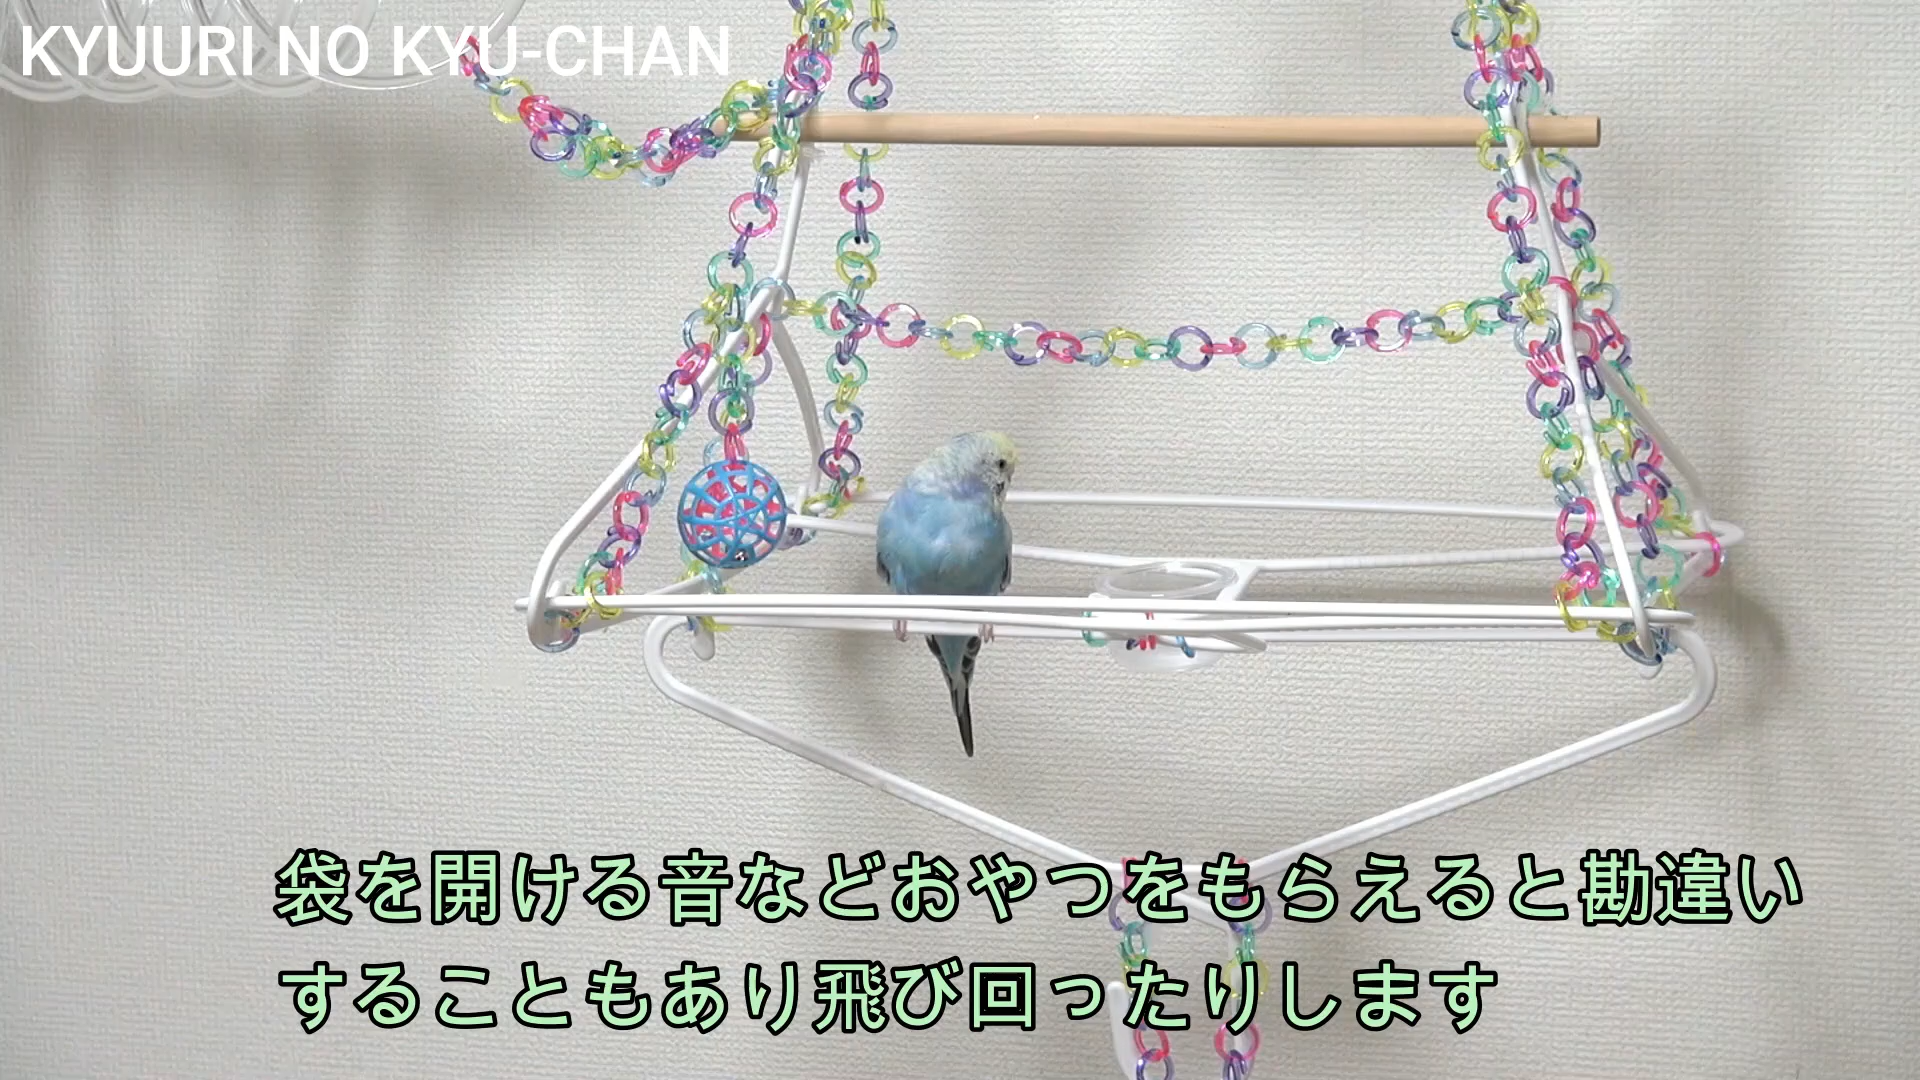 KYUURI NO KYU-CHAN
袋を開ける音などおやつをもらえると勘違い
することもあり飛び回ったりします